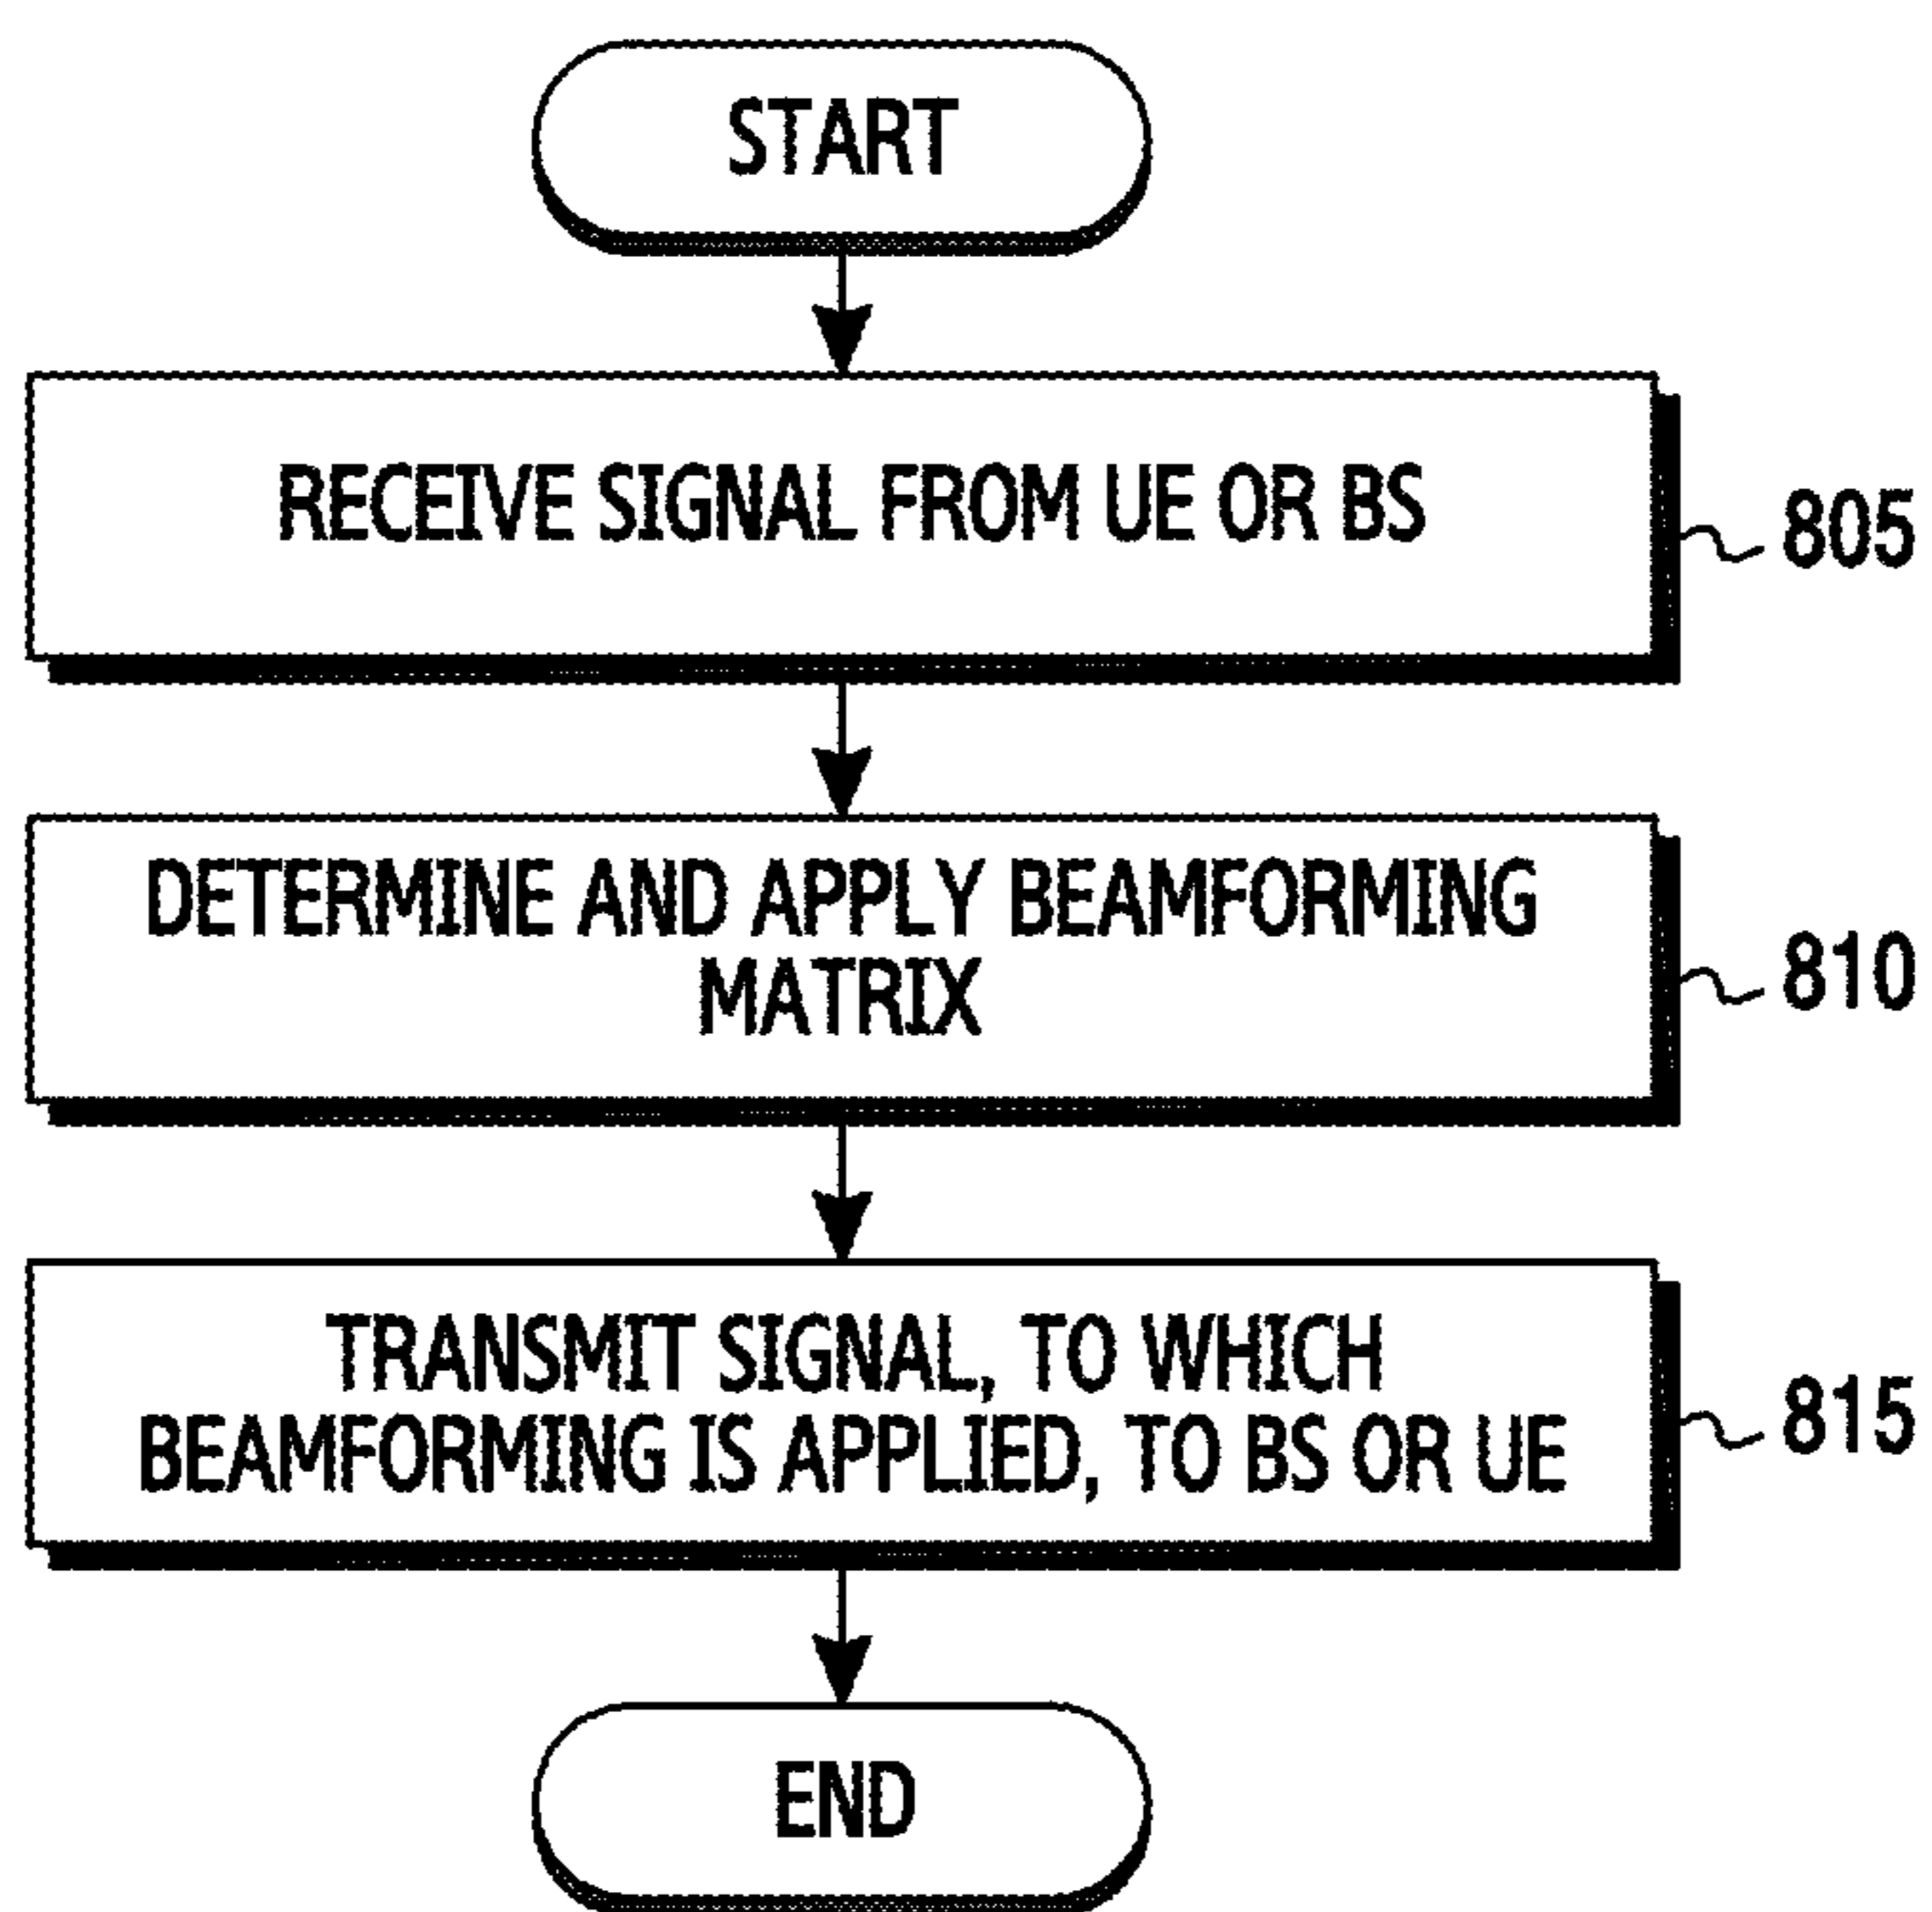 START
RECEIVE SIGNAL FROM UE OR BS
805
DETERMINE AND APPLY BEAMFORMING
MATRIX
810
TRANSMIT SIGNAL, TO WHICH
BEAMFORMING IS APPLIED, TO BS OR UE
815
END